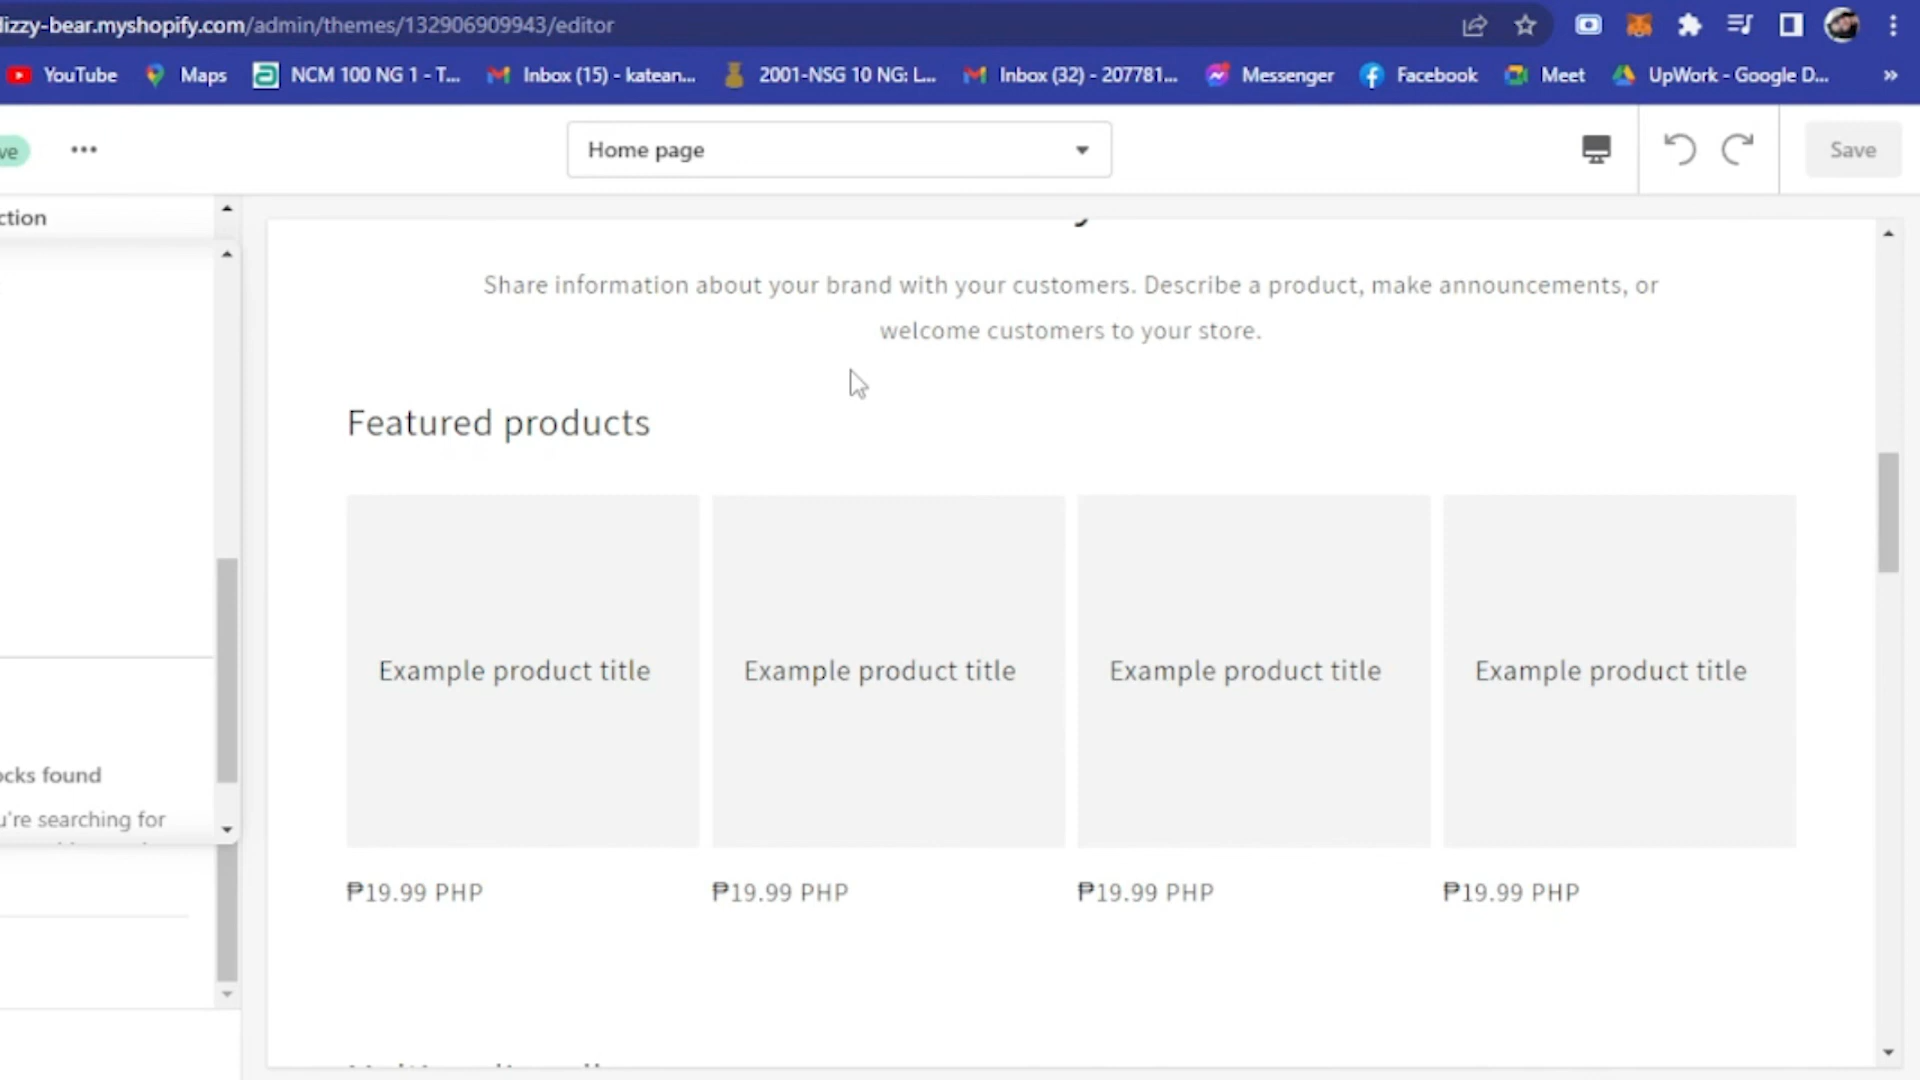 lizzy-bear.myshopify.com/admin/themes/132906909943/editor
YouTube Maps NCM 100 NG 1 - T... Inbox (15) - katean... 2001-NSG 10 NG: L... Inbox (32) - 207781... Messenger Facebook Meet UpWork - Google D... »
ve ••• Home page Save
ction
Share information about your brand with your customers. Describe a product, make announcements, or
welcome customers to your store.
Featured products
Example product title Example product title Example product title Example product title
ocks found
u're searching for
₱19.99 PHP ₱19.99 PHP ₱19.99 PHP ₱19.99 PHP